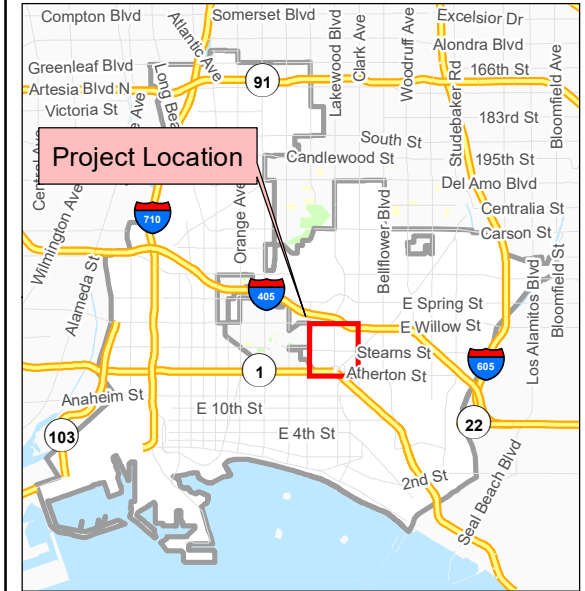 Compton Blvd
Somerset Blvd
Excelsior Dr
Atlantic Ave
Lakewood Blvd
Clark Ave
Woodruff Ave
Alondra Blvd
166th St
Greenleaf Blvd
Artesia Blvd N
91
Studebaker Rd
Bloomfield Ave
Victoria St
183rd St
South St
Project Location
Candlewood St
195th St
Del Amo Blvd
Centralia St
Carson St
710
Orange Ave
Bellflower Blvd
Wilmington Ave
Alameda St
405
E Spring St
E Willow St
Los Alamitos Blvd
Bloomfield St
Stearns St
605
1
Atherton St
Anaheim St
E 10th St
103
E 4th St
22
2nd St
Seal Beach Blvd